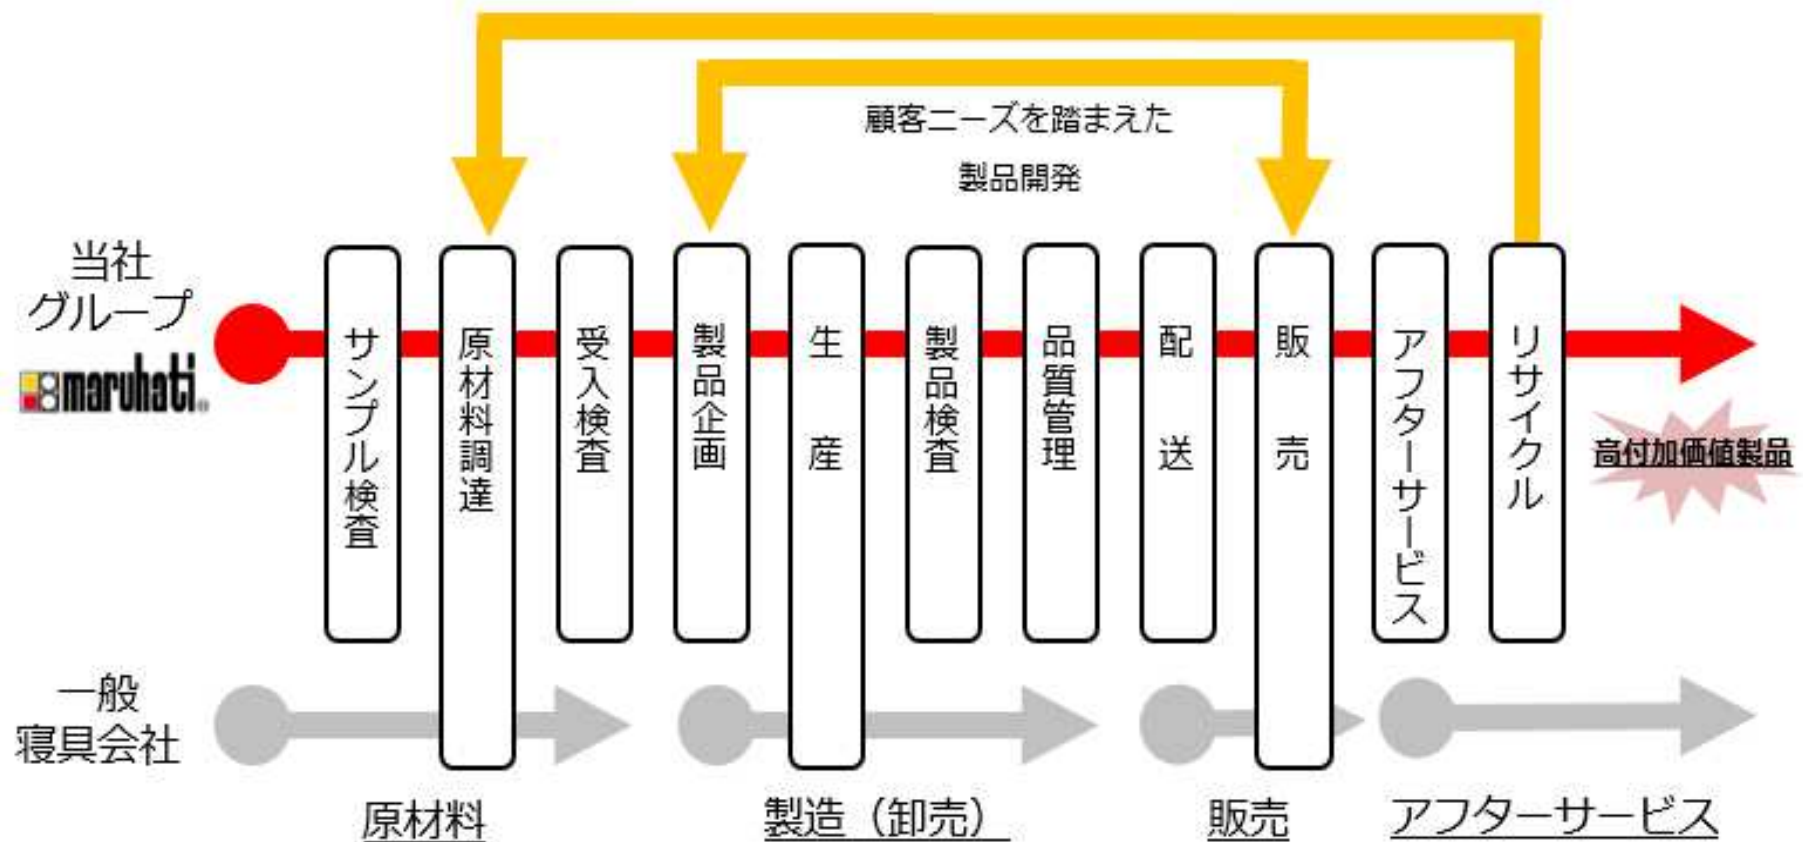 顧客ニーズを踏まえた
製品開発
当社
グループ
maruhati®
サンプル検査
原材料調達
受入検査
製品企画
生産
製品検査
品質管理
配送
販売
アフターサービス
リサイクル
高付加価値製品
一般
寝具会社
原材料
製造（卸売）
販売
アフターサービス